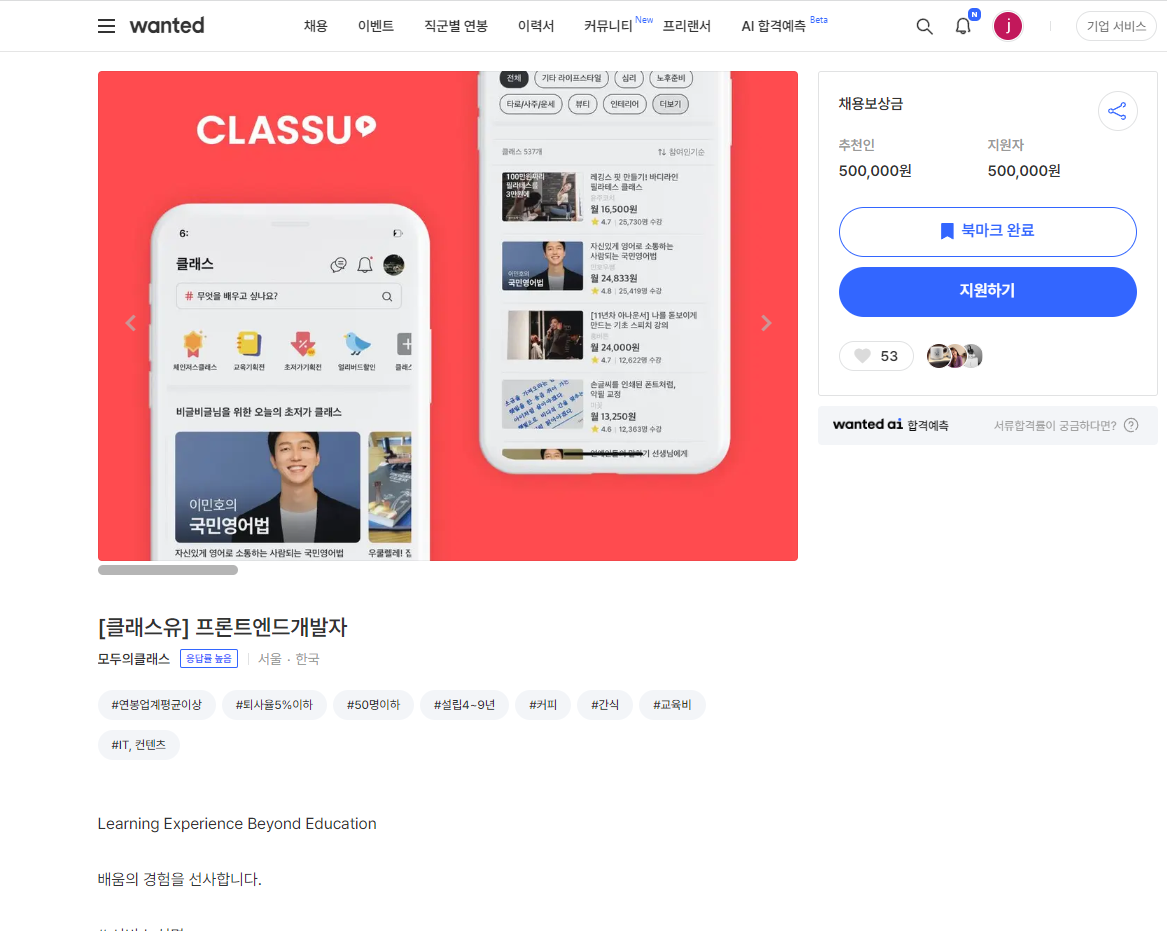 wanted
채용
이벤트
직군별 연봉
이력서
커뮤니티 New
프리랜서
AI 합격예측 Beta
N
j
기업 서비스
CLASSU
6:
클래스
# 무엇을 배우고 싶나요?
체인저스클래스
교육기획전
초저가기획전
얼리버드할인
클래스
비글비글님을 위한 오늘의 초저가 클래스
이민호의
국민영어법
자신있게 영어로 소통하는 사람되는 국민영어법
우쿨렐레! 집
전체
기타 라이프스타일
심리
노후준비
타로/사주/운세
뷰티
인테리어
더보기
클래스 537개
참여인기순
100만원짜리
필라테스를
3만원에
레깅스 핏 만들기! 바디라인
필라테스 클래스
월 16,500원
4.7 | 25,730명 수강
이민호의
국민영어법
자신있게 영어로 소통하는
사람되는 국민영어법
월 24,833원
4.8 | 25,419명 수강
[11년차 아나운서] 나를 돋보이게
만드는 기초 스피치 강의
월 24,000원
4.7 | 12,622명 수강
손글씨를 인쇄된 폰트처럼,
악필 교정
월 13,250원
4.6 | 12,363명 수강
선생님에게
채용보상금
추천인
지원자
500,000원
500,000원
북마크 완료
지원하기
53
wanted ai 합격예측
서류합격률이 궁금하다면? ?
[클래스유] 프론트엔드개발자
모두의클래스
응답률 높음
서울 · 한국
#연봉업계평균이상
#퇴사율5%이하
#50명이하
#설립4~9년
#커피
#간식
#교육비
#IT, 컨텐츠
Learning Experience Beyond Education
배움의 경험을 선사합니다.